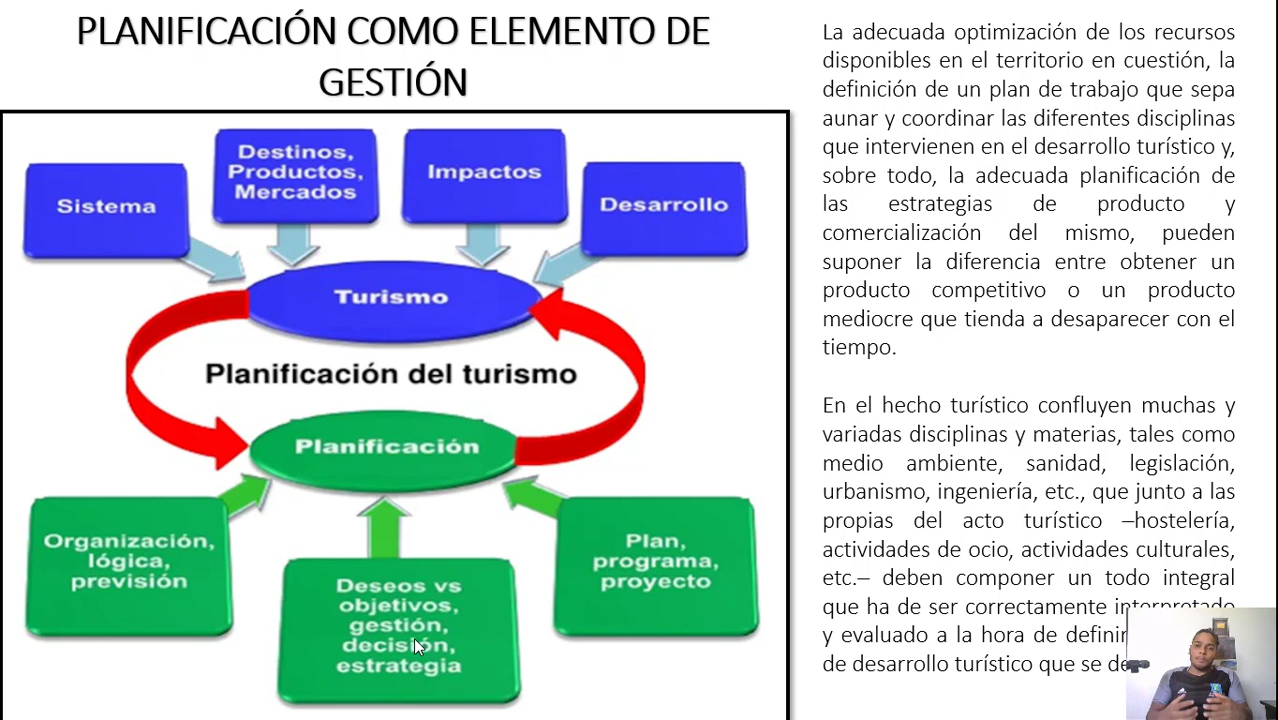 PLANIFICACIÓN COMO ELEMENTO DE
GESTIÓN
Sistema
Destinos,
Productos,
Mercados
Impactos
Desarrollo
Turismo
Planificación del turismo
Planificación
Organización,
lógica,
previsión
Deseos vs
objetivos,
gestión,
decisión,
estrategia
Plan,
programa,
proyecto
La adecuada optimización de los recursos
disponibles en el territorio en cuestión, la
definición de un plan de trabajo que sepa
aunar y coordinar las diferentes disciplinas
que intervienen en el desarrollo turístico y,
sobre todo, la adecuada planificación de
las estrategias de producto y
comercialización del mismo, pueden
suponer la diferencia entre obtener un
producto competitivo o un producto
mediocre que tienda a desaparecer con el
tiempo.
En el hecho turístico confluyen muchas y
variadas disciplinas y materias, tales como
medio ambiente, sanidad, legislación,
urbanismo, ingeniería, etc., que junto a las
propias del acto turístico –hostelería,
actividades de ocio, actividades culturales,
etc.– deben componer un todo integral
que ha de ser correctamente interpretado
y evaluado a la hora de definir
de desarrollo turístico que se